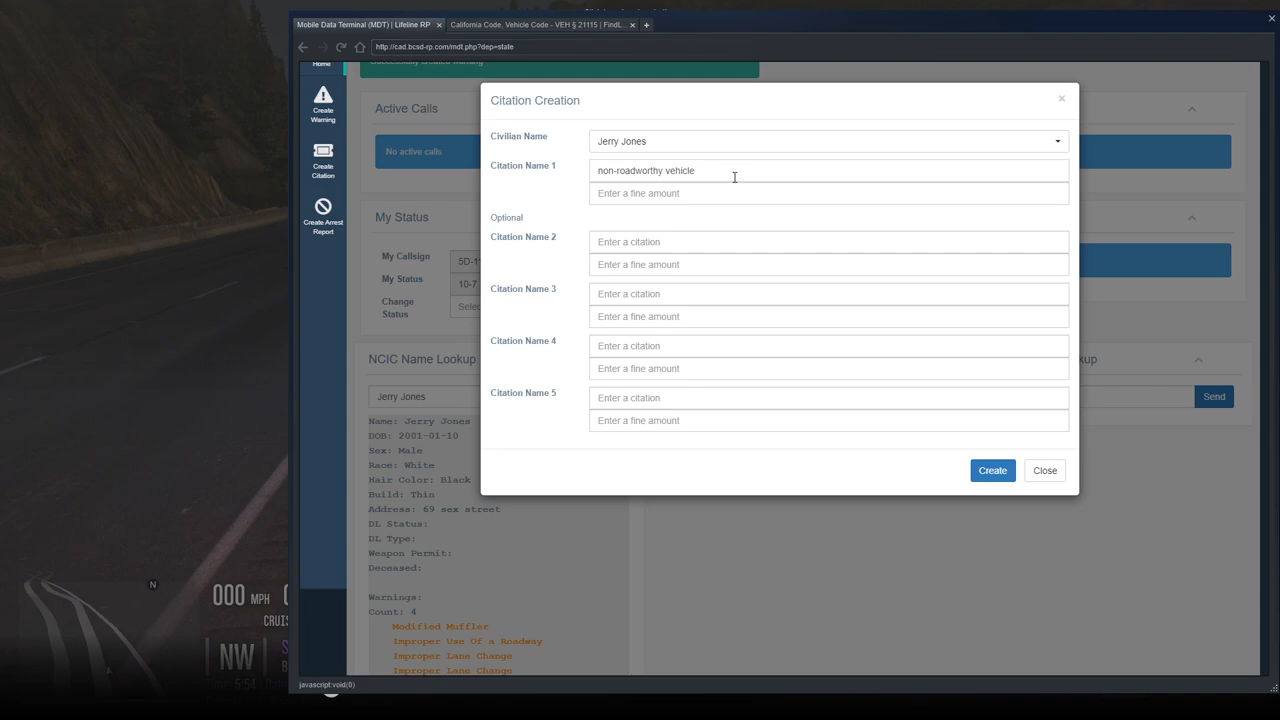 Mobile Data Terminal (MDT) | Lifeline RP ×
California Code, Vehicle Code - VEH § 21115 | FindL... ×
+
×
http://cad.bcsd-rp.com/mdt.php?dep=state
Home
Create
Warning
Create
Citation
Create Arrest
Report
Successfully created warning
Active Calls
No active calls
My Status
My Callsign
5D-1
My Status
10-7
Change
Status
NCIC Name Lookup
Jerry Jones
Send
Name: Jerry Jones
DOB: 2001-01-10
Sex: Male
Race: White
Hair Color: Black
Build: Thin
Address: 69 sex street
DL Status:
DL Type:
Weapon Permit:
Deceased:
Warnings:
Count: 4
Modified Muffler
Improper Use Of a Roadway
Improper Lane Change
Improper Lane Change
Citation Creation
×
Civilian Name
Jerry Jones
Citation Name 1
non-roadworthy vehicle
Enter a fine amount
Optional
Citation Name 2
Enter a citation
Enter a fine amount
Citation Name 3
Enter a citation
Enter a fine amount
Citation Name 4
Enter a citation
Enter a fine amount
Citation Name 5
Enter a citation
Enter a fine amount
Create
Close
N
000 MPH
CRUIS
NW
javascript:void(0)